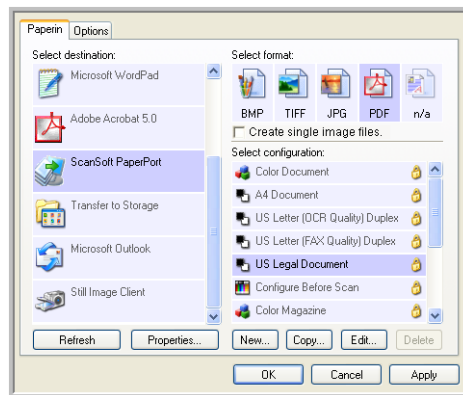 Paperin Options
Select destination:
Microsoft WordPad
Adobe Acrobat 5.0
ScanSoft PaperPort
Transfer to Storage
Microsoft Outlook
Still Image Client
Refresh Properties...
Select format:
BMP TIFF JPG PDF n/a
Create single image files.
Select configuration:
Color Document
A4 Document
US Letter (OCR Quality) Duplex
US Letter (FAX Quality) Duplex
US Legal Document
Configure Before Scan
Color Magazine
New... Copy... Edit... Delete
OK Cancel Apply